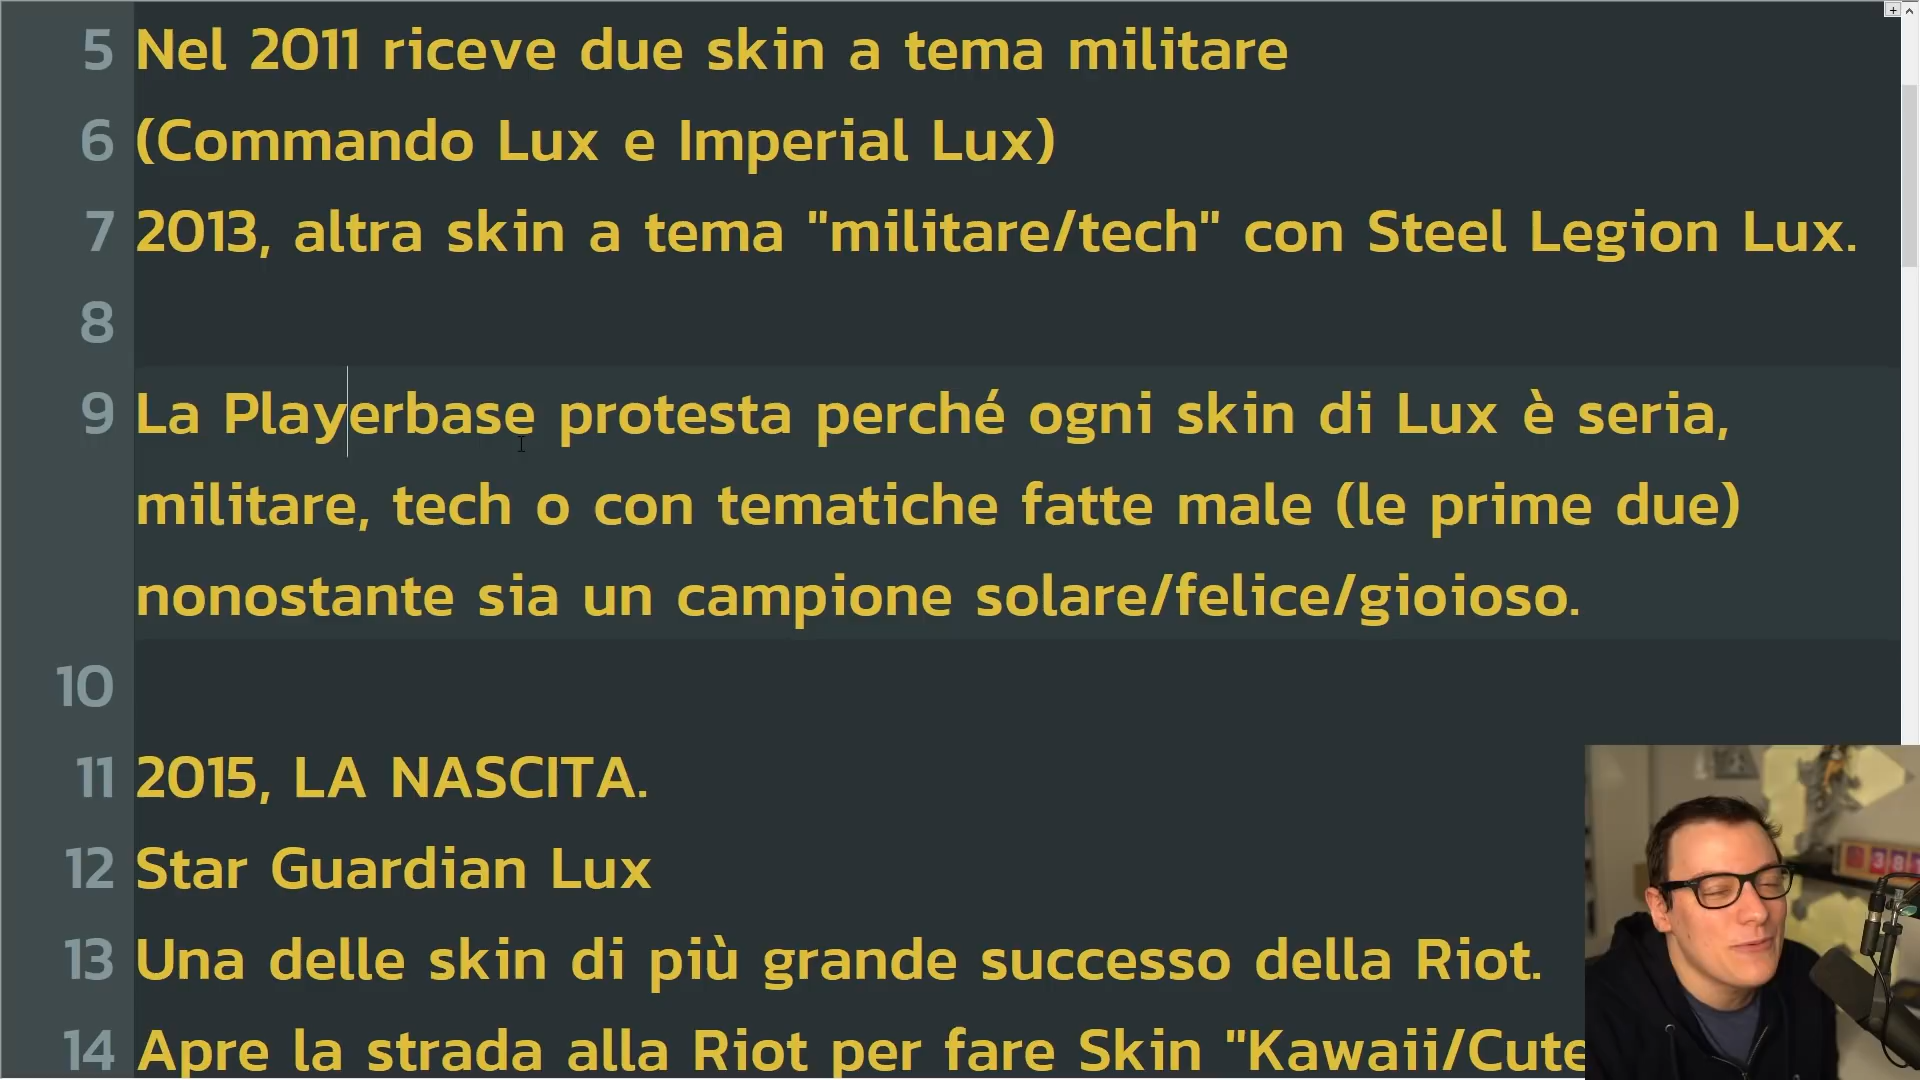 5 Nel 2011 riceve due skin a tema militare
6 (Commando Lux e Imperial Lux)
7 2013, altra skin a tema "militare/tech" con Steel Legion Lux.
8
9 La Playerbase protesta perché ogni skin di Lux è seria,
militare, tech o con tematiche fatte male (le prime due)
nonostante sia un campione solare/felice/gioioso.
10
11 2015, LA NASCITA.
12 Star Guardian Lux
13 Una delle skin di più grande successo della Riot.
14 Apre la strada alla Riot per fare Skin "Kawaii/Cute